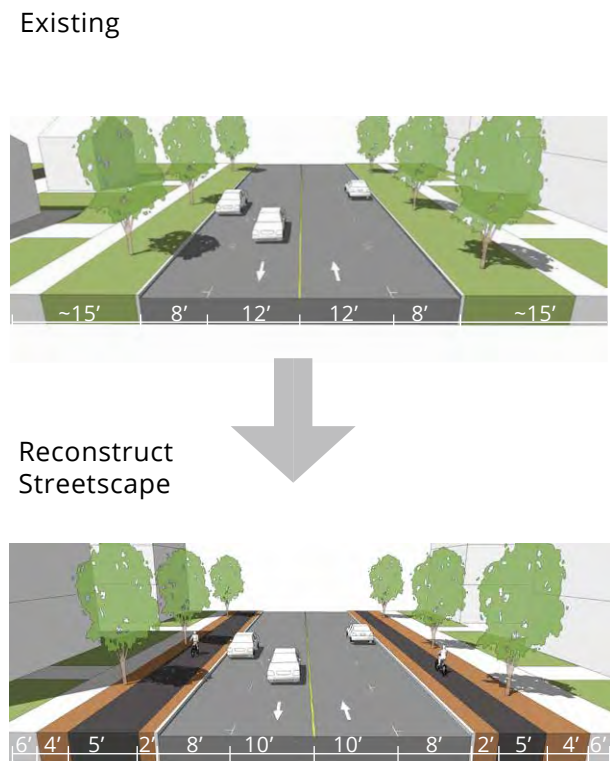 Existing
~15’ 8’ 12’ 12’ 8’ ~15’
Reconstruct
Streetscape
6’ 4’ 5’ 2’ 8’ 10’ 10’ 8’ 2’ 5’ 4’ 6’